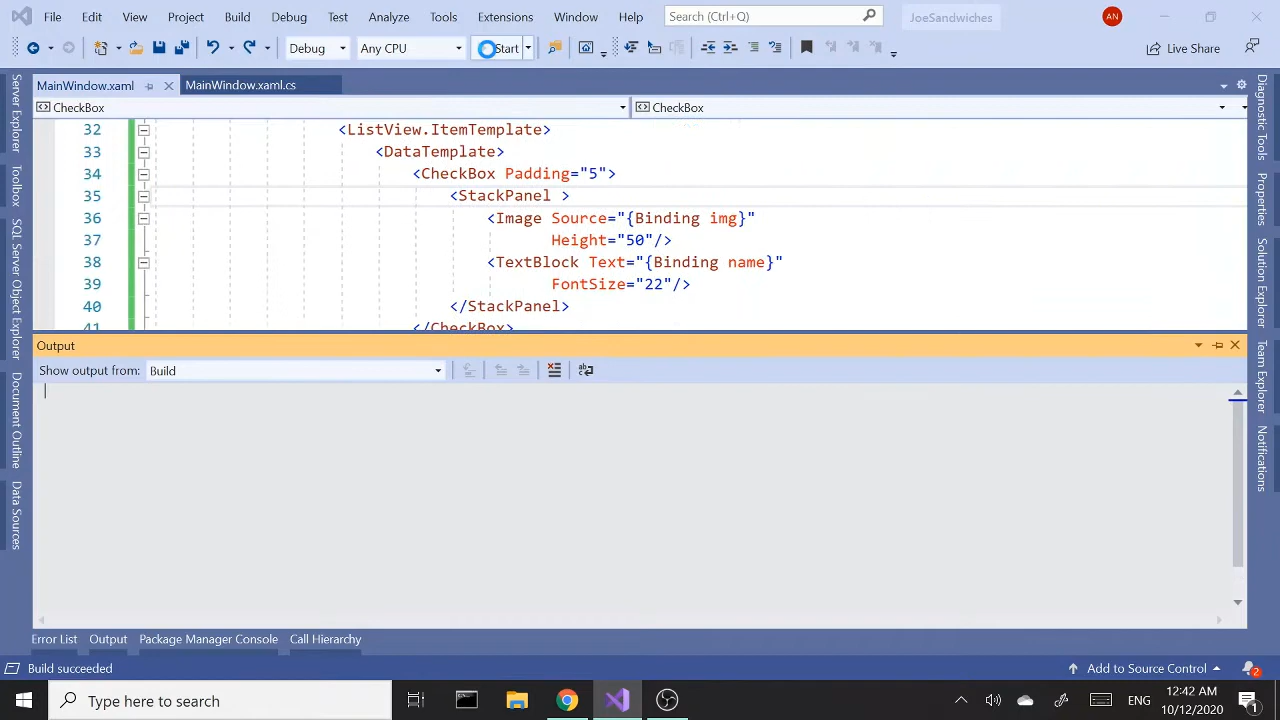 File Edit View Project Build Debug Test Analyze Tools Extensions Window Help Search (Ctrl+Q) JoeSandwiches AN
Debug Any CPU Start Live Share
MainWindow.xaml MainWindow.xaml.cs
CheckBox CheckBox
32 <ListView.ItemTemplate>
33 <DataTemplate>
34 <CheckBox Padding="5">
35 <StackPanel >
36 <Image Source="{Binding img}"
37 Height="50"/>
38 <TextBlock Text="{Binding name}"
39 FontSize="22"/>
40 </StackPanel>
41 </CheckBox>
Server Explorer
Toolbox
SQL Server Object Explorer
Document Outline
Data Sources
Diagnostic Tools
Properties
Solution Explorer
Team Explorer
Notifications
Output
Show output from: Build
Error List Output Package Manager Console Call Hierarchy
Build succeeded Add to Source Control 2
Type here to search ENG 12:42 AM
10/12/2020 1